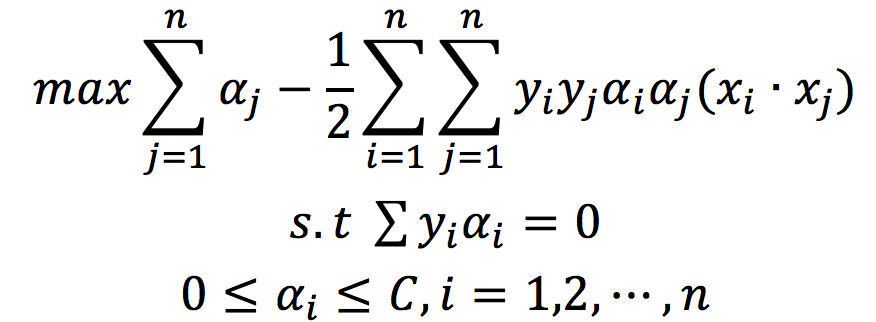 max ∑_{j=1}^{n} α_j − 1/2 ∑_{i=1}^{n} ∑_{j=1}^{n} y_i y_j α_i α_j (x_i · x_j)
s.t ∑ y_i α_i = 0
0 ≤ α_i ≤ C, i = 1,2, ⋯ , n